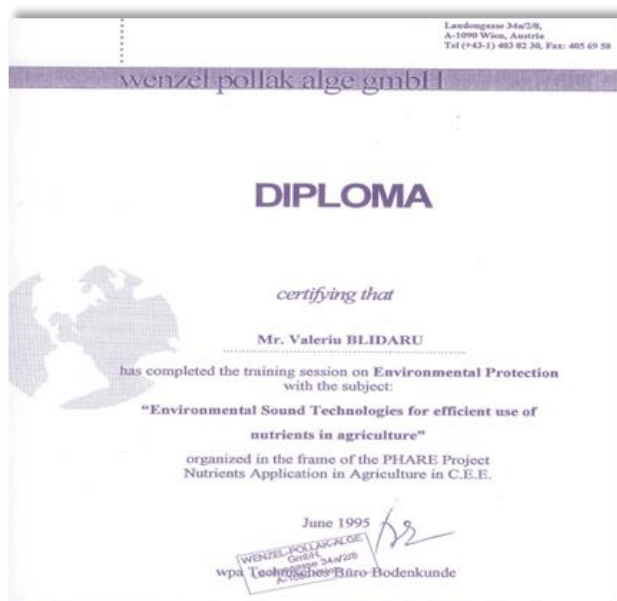 Laudongasse 34a/2/8,
A-1090 Wien, Austria
Tel (+43-1) 403 82 30, Fax: 405 69 58
wenzel pollak alge gmbH
DIPLOMA
certifying that
Mr. Valeriu BLIDARU
has completed the training session on Environmental Protection
with the subject:
“Environmental Sound Technologies for efficient use of
nutrients in agriculture”
organized in the frame of the PHARE Project
Nutrients Application in Agriculture in C.E.E.
June 1995
WENZEL-POLLAK-ALGE
GmbH.
34a/2/8
wpa Technisches Büro Bodenkunde